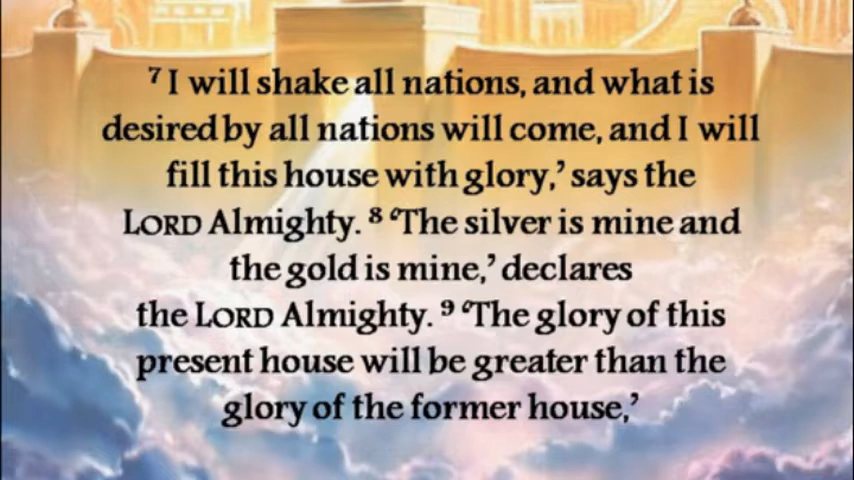 ⁷ I will shake all nations, and what is
desired by all nations will come, and I will
fill this house with glory,’ says the
LORD Almighty. ⁸ ‘The silver is mine and
the gold is mine,’ declares
the LORD Almighty. ⁹ ‘The glory of this
present house will be greater than the
glory of the former house,’